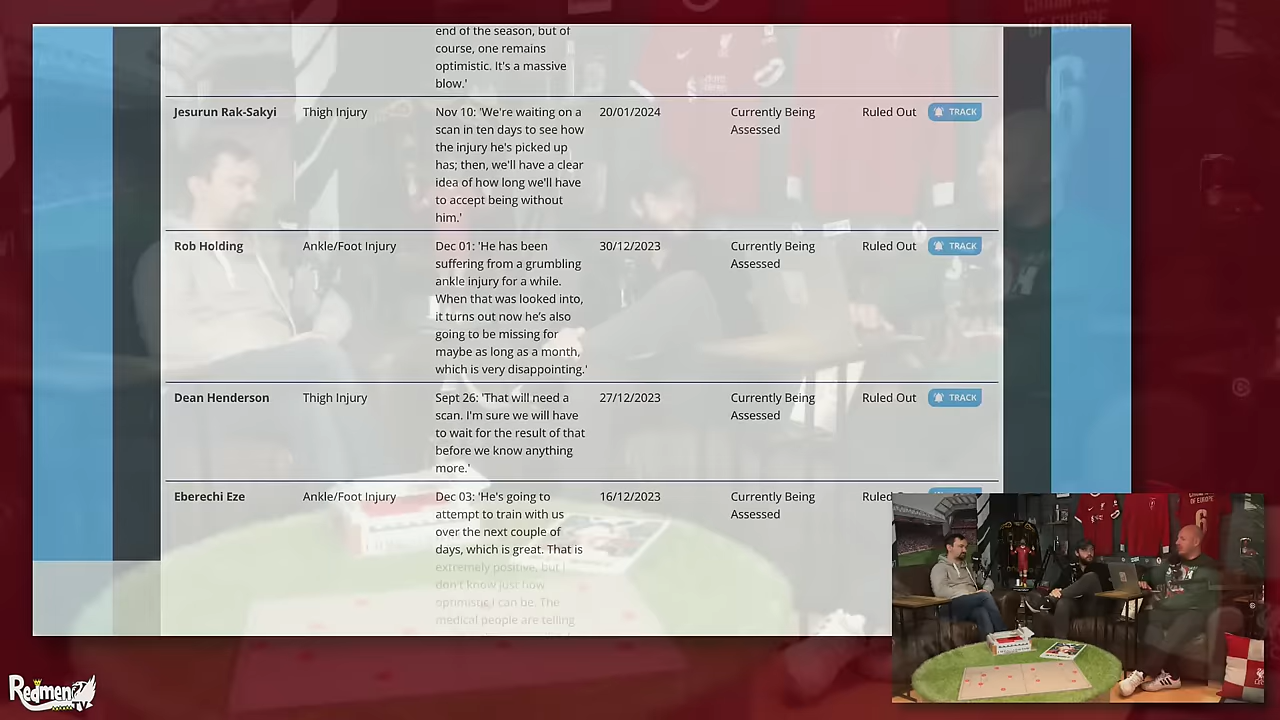 end of the season, but of
course, one remains
optimistic. It's a massive
blow.'
Jesurun Rak-Sakyi Thigh Injury Nov 10: 'We're waiting on a 20/01/2024 Currently Being Ruled Out TRACK
scan in ten days to see how Assessed
the injury he's picked up
has; then, we'll have a clear
idea of how long we'll have
to accept being without
him.'
Rob Holding Ankle/Foot Injury Dec 01: 'He has been 30/12/2023 Currently Being Ruled Out TRACK
suffering from a grumbling Assessed
ankle injury for a while.
When that was looked into,
it turns out now he's also
going to be missing for
maybe as long as a month,
which is very disappointing.'
Dean Henderson Thigh Injury Sept 26: 'That will need a 27/12/2023 Currently Being Ruled Out TRACK
scan. I'm sure we will have Assessed
to wait for the result of that
before we know anything
more.'
Eberechi Eze Ankle/Foot Injury Dec 03: 'He's going to 16/12/2023 Currently Being Ruled
attempt to train with us Assessed
over the next couple of
days, which is great. That is
extremely positive, but I
don't know just how
optimistic I can be. The
medical people are telling
OF EUROPE
6
Redmen